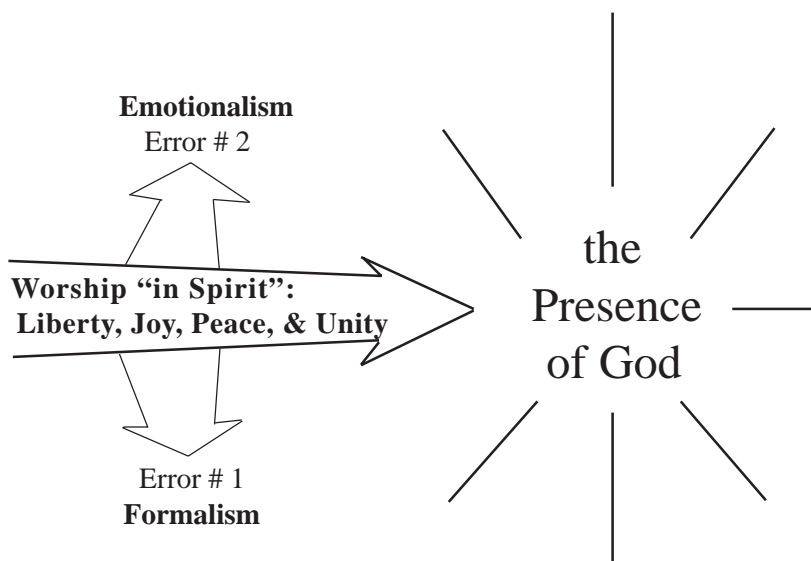 Emotionalism
Error # 2
Worship “in Spirit”:
Liberty, Joy, Peace, & Unity
Error # 1
Formalism
the
Presence
of God